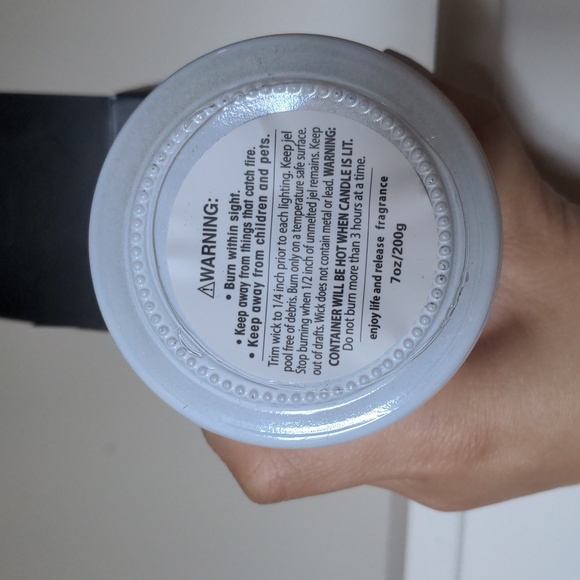 ⚠WARNING:
• Burn within sight.
• Keep away from things that catch fire.
• Keep away from children and pets.
Trim wick to 1/4 inch prior to each lighting. Keep jel
pool free of debris. Burn only on a temperature safe surface.
Stop burning when 1/2 inch of unmelted jel remains. Keep
out of drafts. Wick does not contain metal or lead. WARNING:
CONTAINER WILL BE HOT WHEN CANDLE IS LIT.
Do not burn more than 3 hours at a time.
enjoy life and release fragrance
7oz/200g